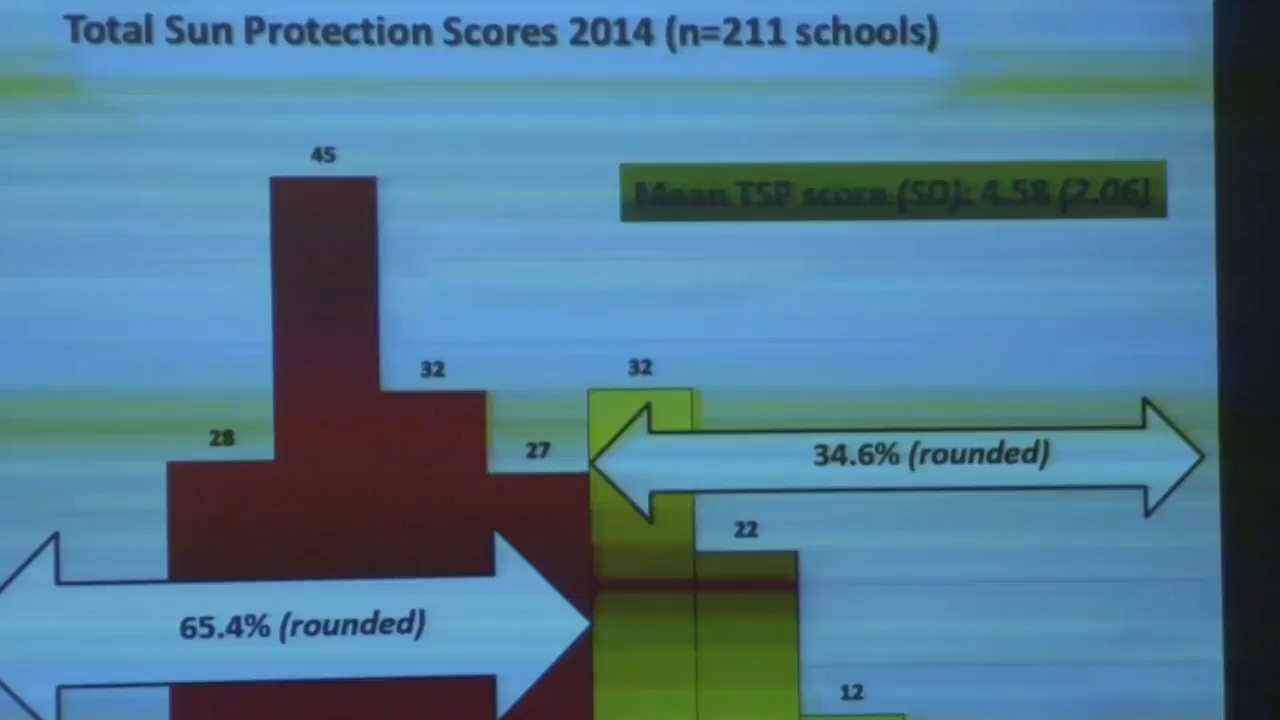 Total Sun Protection Scores 2014 (n=211 schools)
45
Mean TSP score (SD): 4.58 (2.06)
32
32
28
27
34.6% (rounded)
22
65.4% (rounded)
12